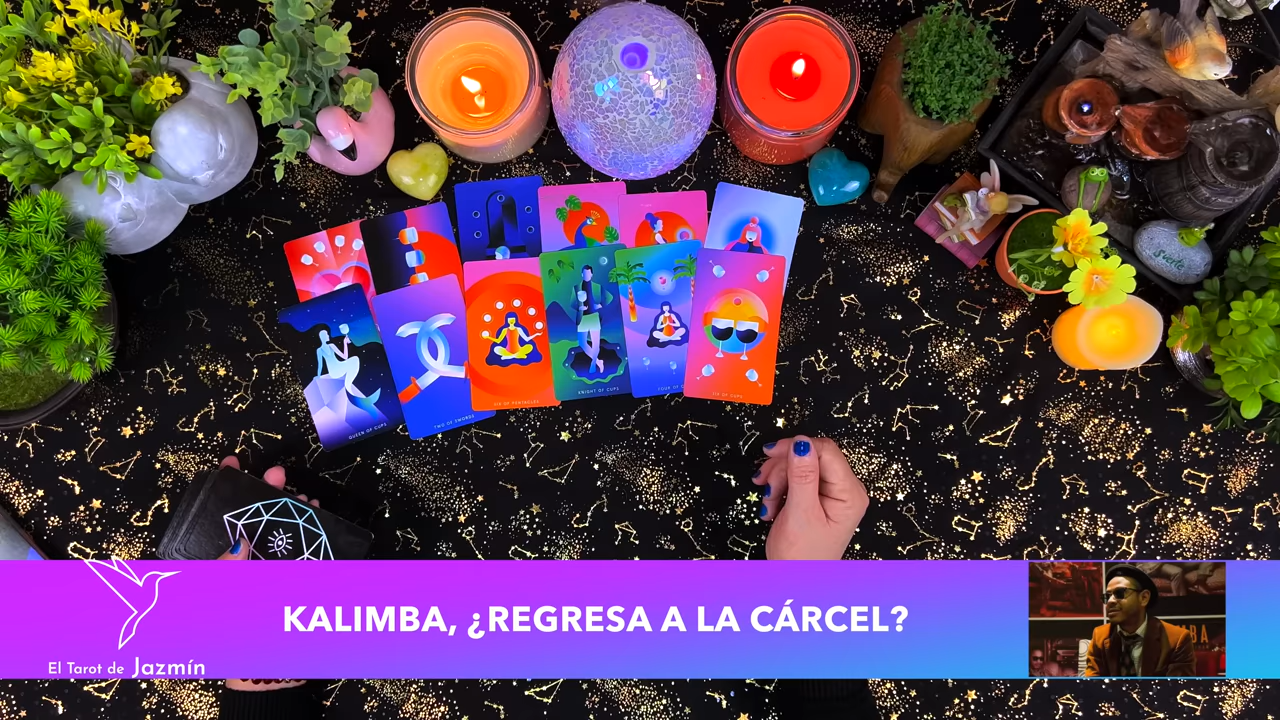 Suerte
QUEEN OF CUPS
TWO OF SWORDS
SIX OF PENTACLES
KNIGHT OF CUPS
FOUR OF C
SIX OF CUPS
KALIMBA, ¿REGRESA A LA CÁRCEL?
El Tarot de Jazmín